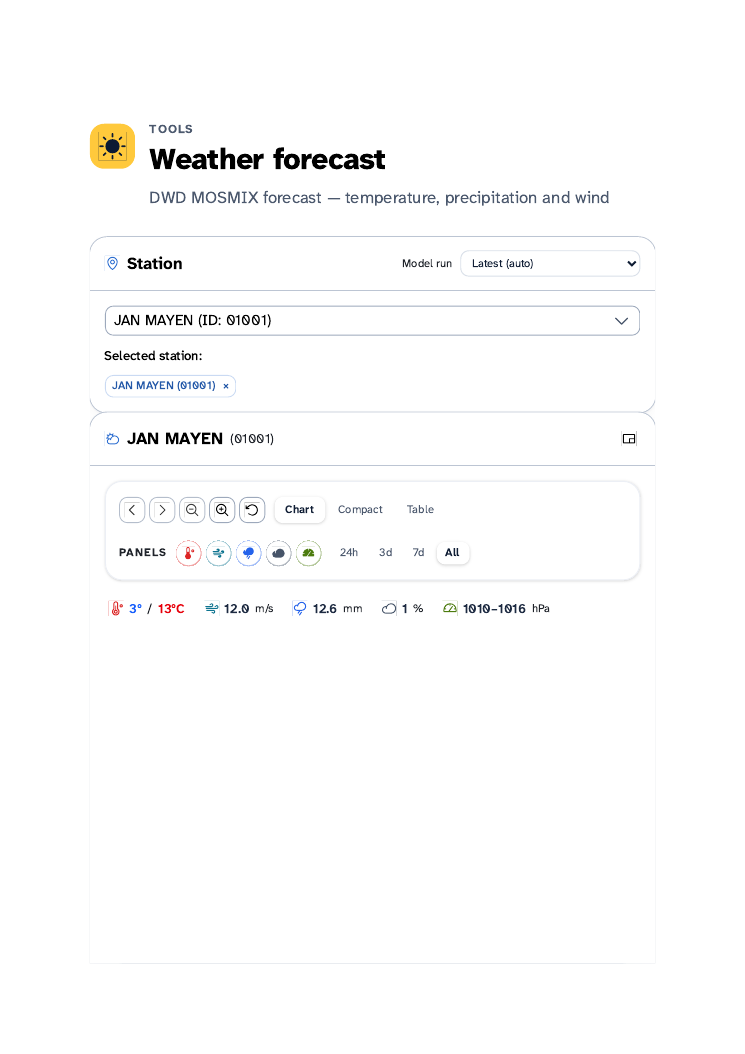 TOOLS
Weather forecast
DWD MOSMIX forecast — temperature, precipitation and wind
Station
Model run
Latest (auto)
JAN MAYEN (ID: 01001)
Selected station:
JAN MAYEN (01001) ×
JAN MAYEN (01001)
Chart Compact Table
PANELS 24h 3d 7d All
3° / 13°C 12.0 m/s 12.6 mm 1 % 1010–1016 hPa